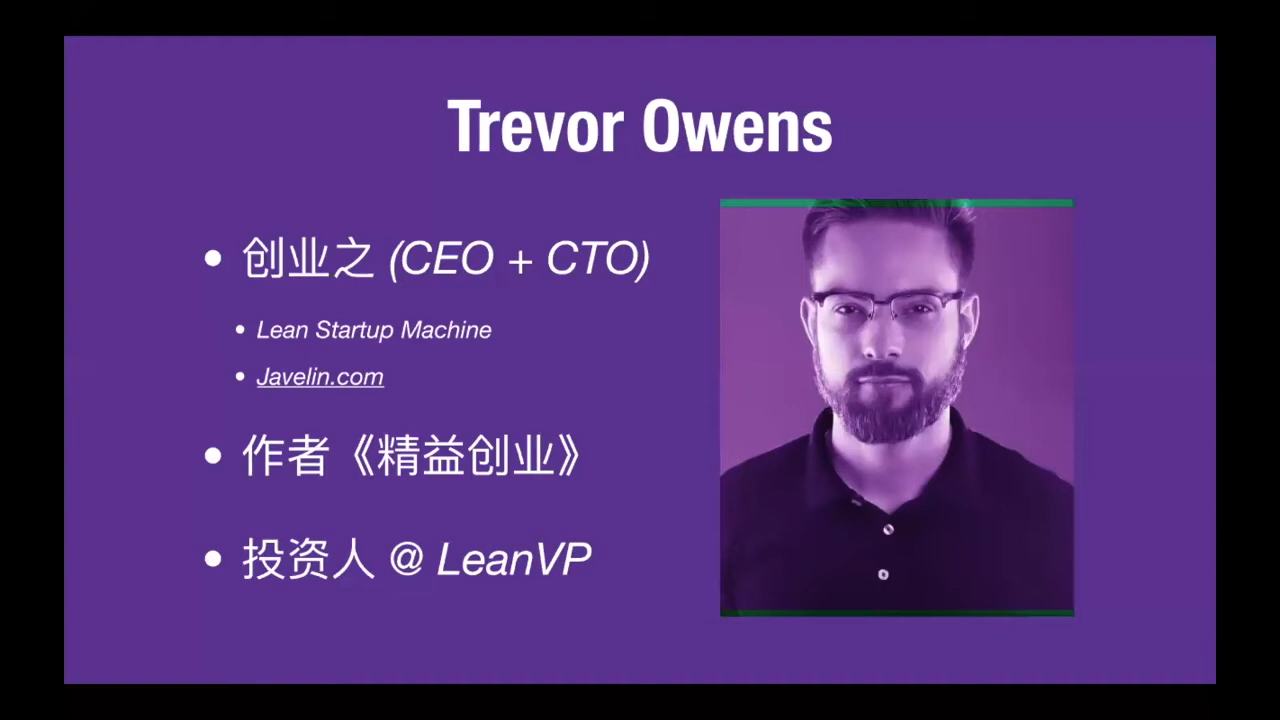 Trevor Owens
• 创业之 (CEO + CTO)
• Lean Startup Machine
• Javelin.com
• 作者《精益创业》
• 投资人 @ LeanVP